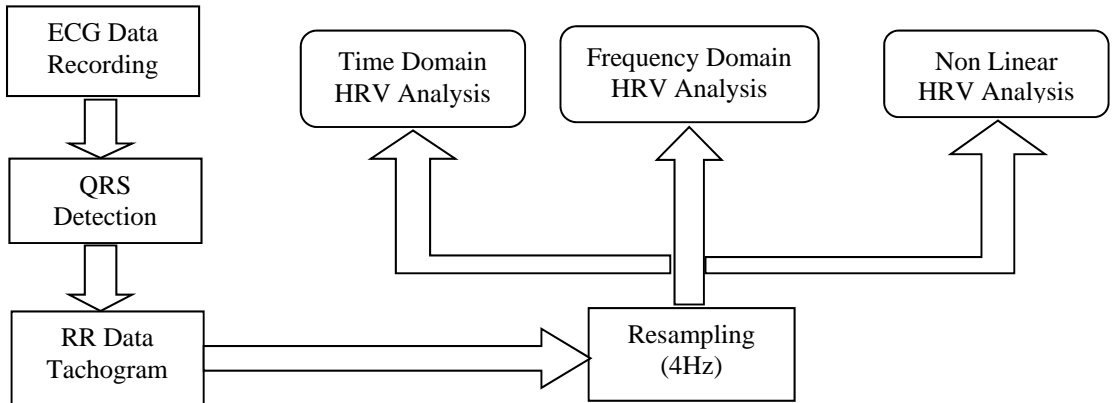 ECG Data
Recording
Time Domain
HRV Analysis
Frequency Domain
HRV Analysis
Non Linear
HRV Analysis
QRS
Detection
RR Data
Tachogram
Resampling
(4Hz)